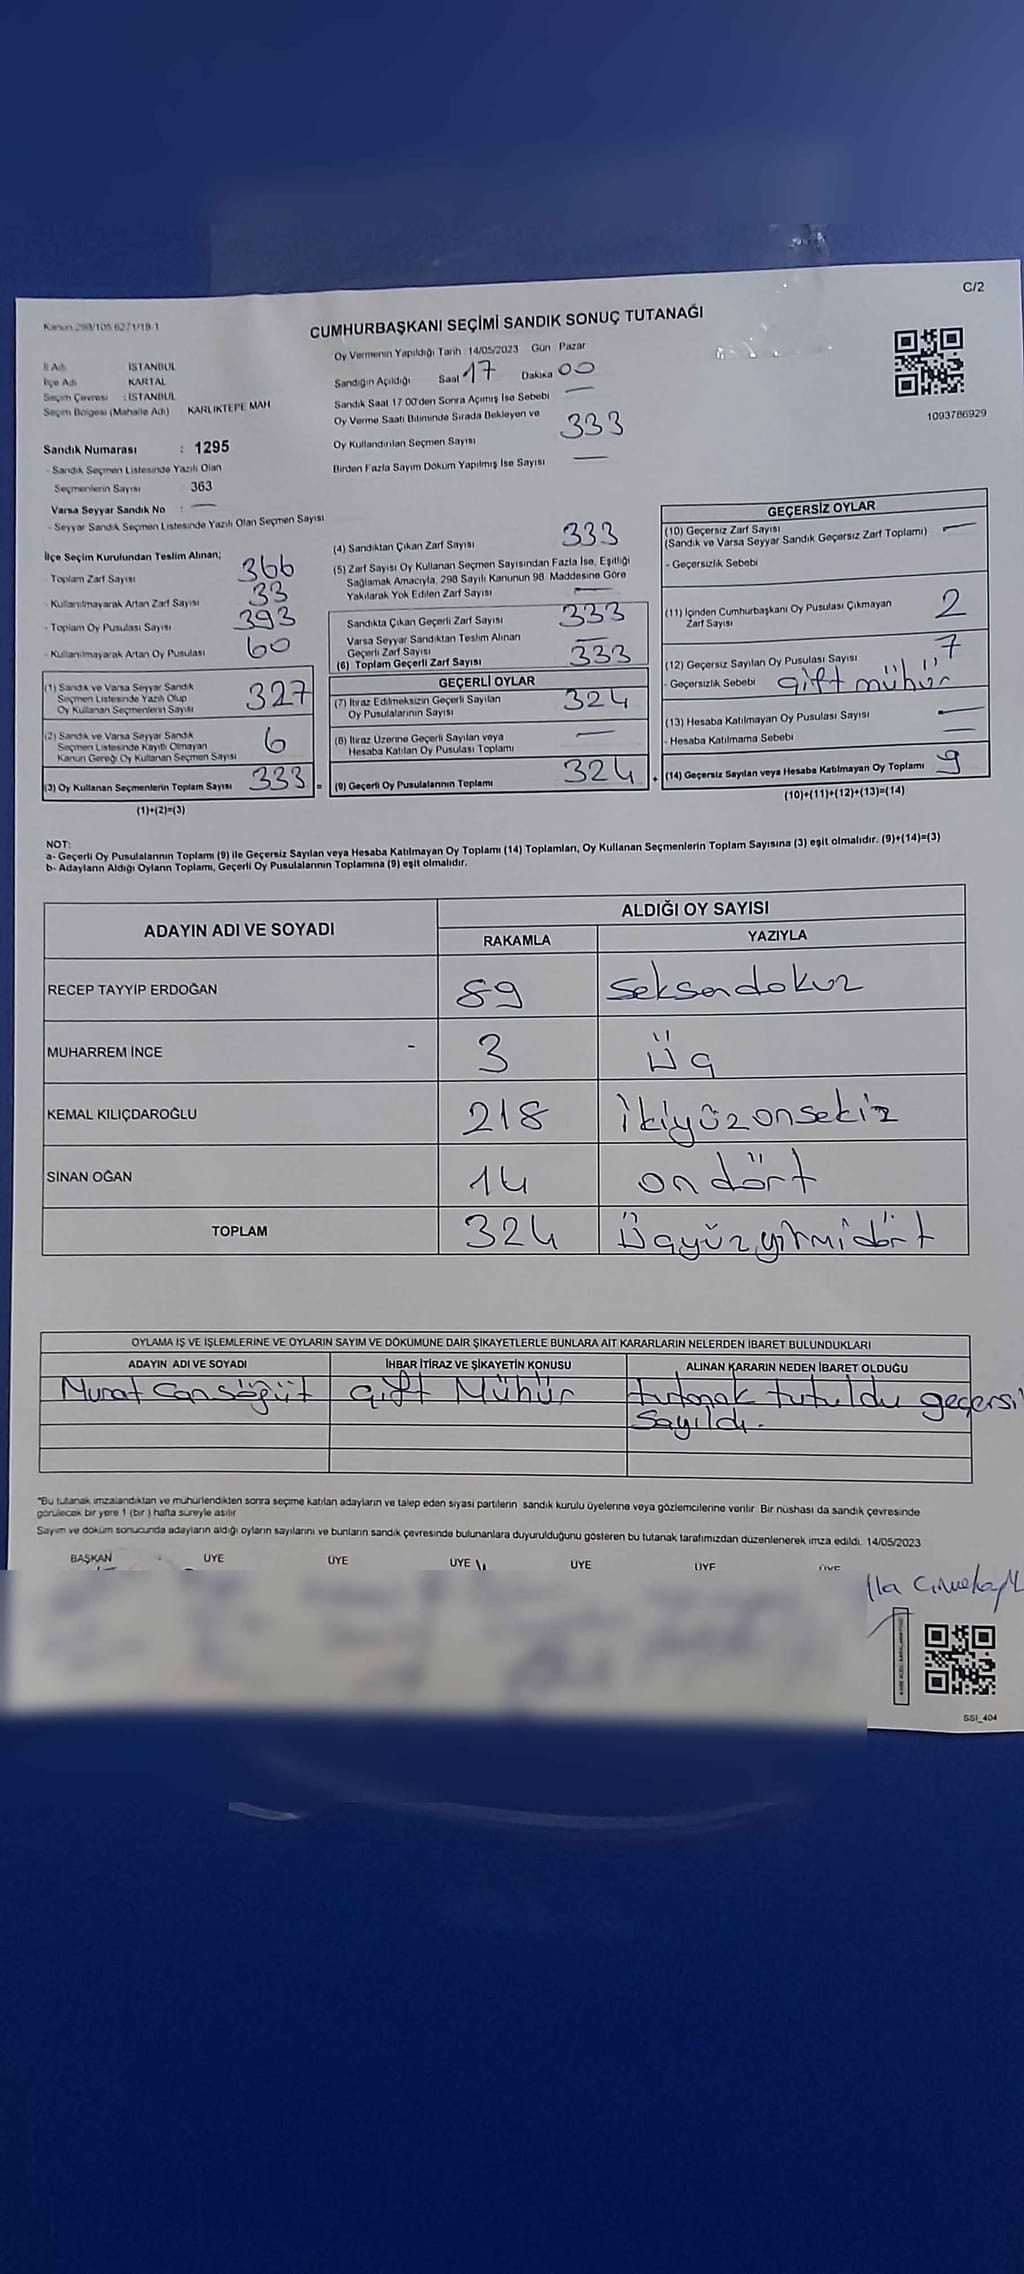 C/2
Kanun 298/105 6271/18-1
CUMHURBAŞKANI SEÇİMİ SANDIK SONUÇ TUTANAĞI
1093786929
İl Adı : İSTANBUL
İlçe Adı KARTAL
Seçim Çevresi : İSTANBUL
Seçim Bölgesi (Mahalle Adı) KARLIKTEPE MAH
Sandık Numarası : 1295
- Sandık Seçmen Listesinde Yazılı Olan
Seçmenlerin Sayısı 363
Varsa Seyyar Sandık No : —
- Seyyar Sandık Seçmen Listesinde Yazılı Olan Seçmen Sayısı
Oy Vermenin Yapıldığı Tarih : 14/05/2023 Gün : Pazar
Sandığın Açıldığı Saat 17 Dakika 00
Sandık Saat 17:00'den Sonra Açımış İse Sebebi —
Oy Verme Saati Bitiminde Sırada Bekleyen ve
Oy Kullandırılan Seçmen Sayısı 333
Birden Fazla Sayım Döküm Yapılmış İse Sayısı —
İlçe Seçim Kurulundan Teslim Alınan;
- Toplam Zarf Sayısı 366
- Kullanılmayarak Artan Zarf Sayısı 33
- Toplam Oy Pusulası Sayısı 393
- Kullanılmayarak Artan Oy Pusulası 60
(1) Sandık ve Varsa Seyyar Sandık
Seçmen Listesinde Yazılı Olup
Oy Kullanan Seçmenlerin Sayısı 327
(2) Sandık ve Varsa Seyyar Sandık
Seçmen Listesinde Kayıtlı Olmayan
Kanun Gereği Oy Kullanan Seçmen Sayısı 6
(3) Oy Kullanan Seçmenlerin Toplam Sayısı 333 =
(1)+(2)=(3)
(4) Sandıktan Çıkan Zarf Sayısı 333
(5) Zarf Sayısı Oy Kullanan Seçmen Sayısından Fazla İse, Eşitliği
Sağlamak Amacıyla, 298 Sayılı Kanunun 98. Maddesine Göre
Yakılarak Yok Edilen Zarf Sayısı —
Sandıkta Çıkan Geçerli Zarf Sayısı 333
Varsa Seyyar Sandıktan Teslim Alınan
Geçerli Zarf Sayısı —
(6) Toplam Geçerli Zarf Sayısı 333
GEÇERLİ OYLAR
(7) İtiraz Edilmeksizin Geçerli Sayılan
Oy Pusulalarının Sayısı 324
(8) İtiraz Üzerine Geçerli Sayılan veya
Hesaba Katılan Oy Pusulası Toplamı —
(9) Geçerli Oy Pusulalarının Toplamı 324 +
GEÇERSİZ OYLAR
(10) Geçersiz Zarf Sayısı
(Sandık ve Varsa Seyyar Sandık Geçersiz Zarf Toplamı) —
- Geçersizlik Sebebi
(11) İçinden Cumhurbaşkanı Oy Pusulası Çıkmayan
Zarf Sayısı 2
(12) Geçersiz Sayılan Oy Pusulası Sayısı 7
- Geçersizlik Sebebi Çift mühür
(13) Hesaba Katılmayan Oy Pusulası Sayısı —
- Hesaba Katılmama Sebebi —
(14) Geçersiz Sayılan veya Hesaba Katılmayan Oy Toplamı 9
(10)+(11)+(12)+(13)=(14)
NOT:
a- Geçerli Oy Pusulalarının Toplamı (9) ile Geçersiz Sayılan veya Hesaba Katılmayan Oy Toplamı (14) Toplamları, Oy Kullanan Seçmenlerin Toplam Sayısına (3) eşit olmalıdır. (9)+(14)=(3)
b- Adayların Aldığı Oyların Toplamı, Geçerli Oy Pusulalarının Toplamına (9) eşit olmalıdır.
ADAYIN ADI VE SOYADI ALDIĞI OY SAYISI
RAKAMLA YAZIYLA
RECEP TAYYİP ERDOĞAN 89 Seksendokuz
MUHARREM İNCE - 3 Üç
KEMAL KILIÇDAROĞLU 218 İkiyüzonsekiz
SİNAN OĞAN 14 on dört
TOPLAM 324 Üçyüzyirmidört
OYLAMA İŞ VE İŞLEMLERİNE VE OYLARIN SAYIM VE DÖKÜMÜNE DAİR ŞİKAYETLERLE BUNLARA AİT KARARLARIN NELERDEN İBARET BULUNDUKLARI
ADAYIN ADI VE SOYADI İHBAR İTİRAZ VE ŞİKAYETİN KONUSU ALINAN KARARIN NEDEN İBARET OLDUĞU
Murat Can Söğüt Çift Mühür tutanak tutuldu geçersi
Sayıldı.
"Bu tutanak imzalandıktan ve mühürlendikten sonra seçime katılan adayların ve talep eden siyasi partilerin sandık kurulu üyelerine veya gözlemcilerine verilir. Bir nüshası da sandık çevresinde
görülecek bir yere 1 (bir) hafta süreyle asılır
Sayım ve döküm sonucunda adayların aldığı oyların sayılarını ve bunların sandık çevresinde bulunanlara duyurulduğunu gösteren bu tutanak tarafımızdan düzenlenerek imza edildi. 14/05/2023
BAŞKAN ÜYE ÜYE ÜYE ÜYE ÜYE ÜYE
SSI_404